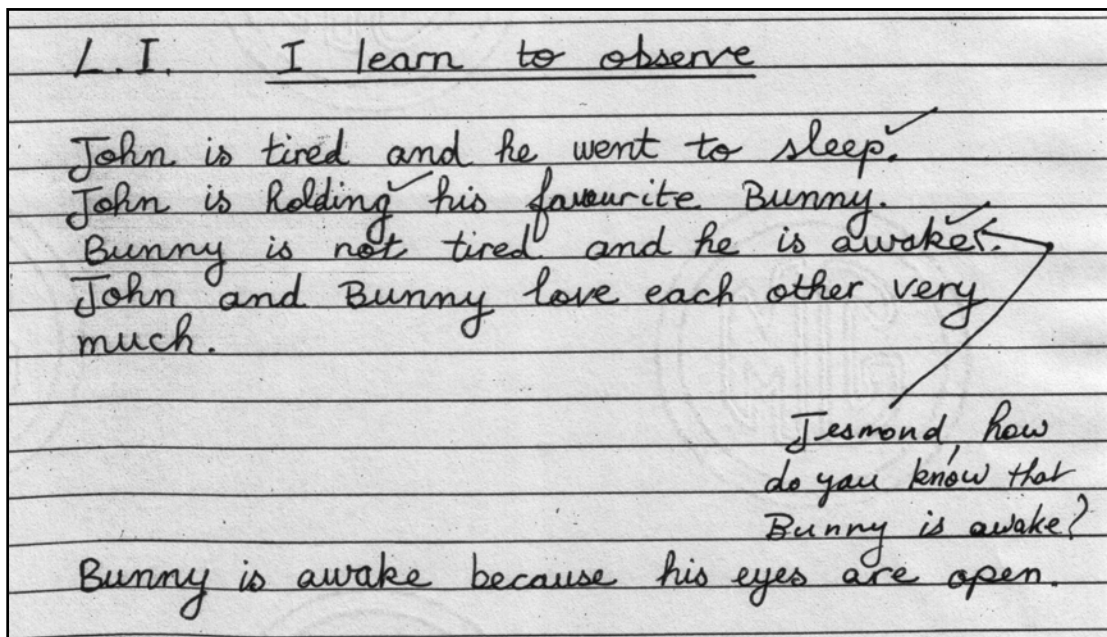 L.I. I learn to observe
John is tired and he went to sleep.
John is holding his favourite Bunny.
Bunny is not tired and he is awake.
John and Bunny love each other very
much.
Jesmond, how
do you know that
Bunny is awake?
Bunny is awake because his eyes are open.